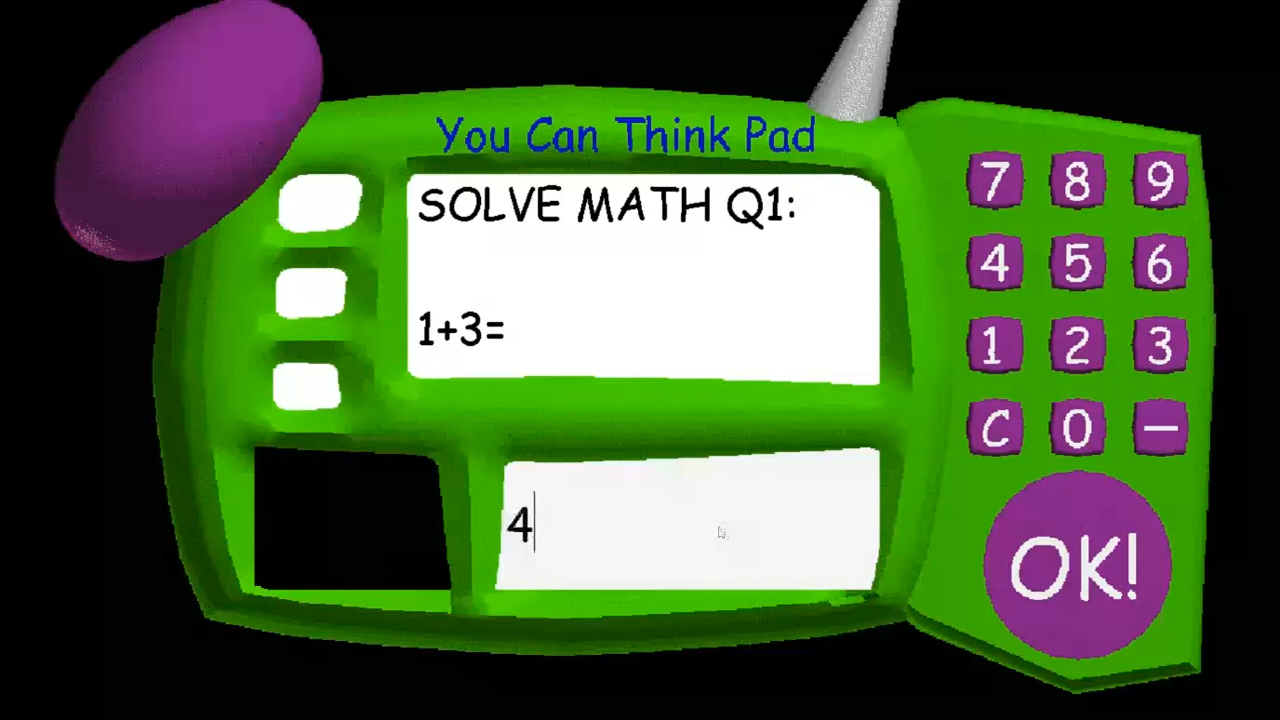 You Can Think Pad
SOLVE MATH Q1:
1+3=
4
7 8 9
4 5 6
1 2 3
C 0 —
OK!